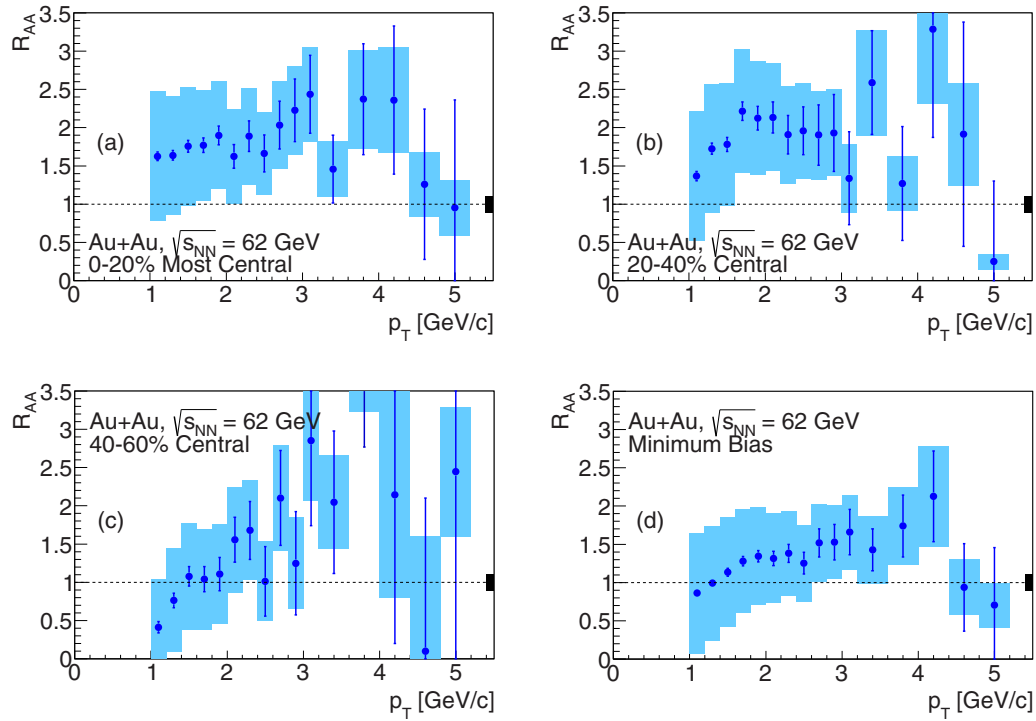 R_AA
3.5
3
2.5
2
1.5
1
0.5
0
(a)
Au+Au, √s_NN = 62 GeV
0-20% Most Central
1 2 3 4 5
p_T [GeV/c]
R_AA
3.5
3
2.5
2
1.5
1
0.5
0
(b)
Au+Au, √s_NN = 62 GeV
20-40% Central
0 1 2 3 4 5
p_T [GeV/c]
R_AA
3.5
3
2.5
2
1.5
1
0.5
0
Au+Au, √s_NN = 62 GeV
40-60% Central
(c)
0 1 2 3 4 5
p_T [GeV/c]
R_AA
3.5
3
2.5
2
1.5
1
0.5
0
Au+Au, √s_NN = 62 GeV
Minimum Bias
(d)
0 1 2 3 4 5
p_T [GeV/c]